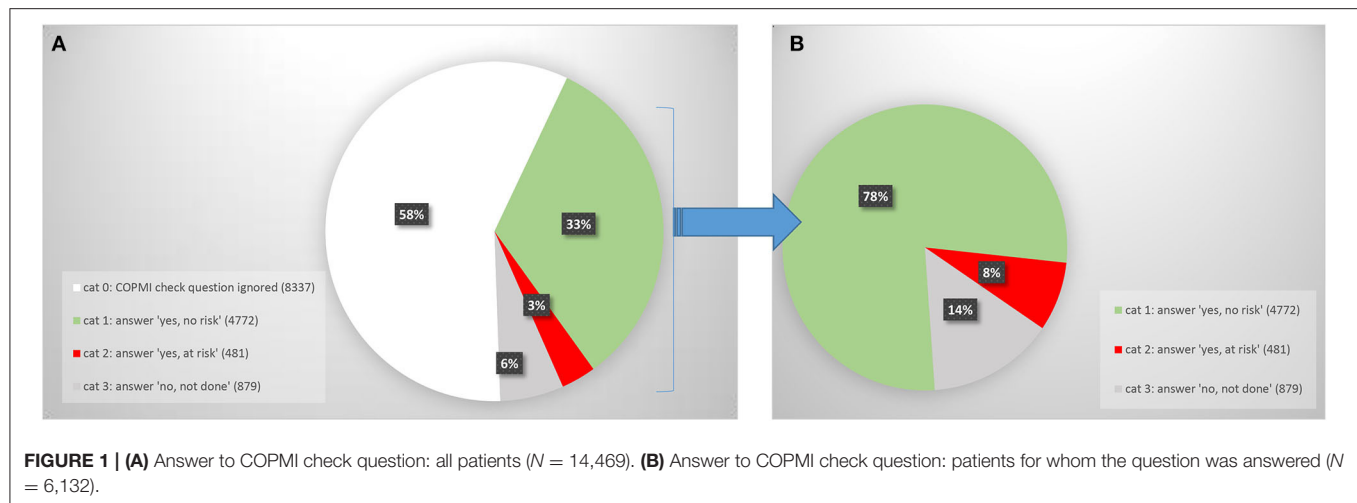 A
58%
33%
3%
6%
cat 0: COPMI check question ignored (8337)
cat 1: answer 'yes, no risk' (4772)
cat 2: answer 'yes, at risk' (481)
cat 3: answer 'no, not done' (879)
B
78%
8%
14%
cat 1: answer 'yes, no risk' (4772)
cat 2: answer 'yes, at risk' (481)
cat 3: answer 'no, not done' (879)
FIGURE 1 | (A) Answer to COPMI check question: all patients (N = 14,469). (B) Answer to COPMI check question: patients for whom the question was answered (N
= 6,132).